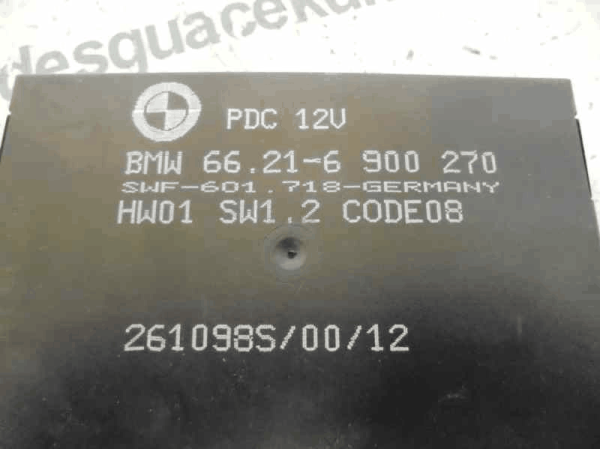 desguacekum
PDC 12V
BMW 66.21-6 900 270
SWF-601.718-GERMANY
HW01 SW1.2 CODE08
261098S/00/12